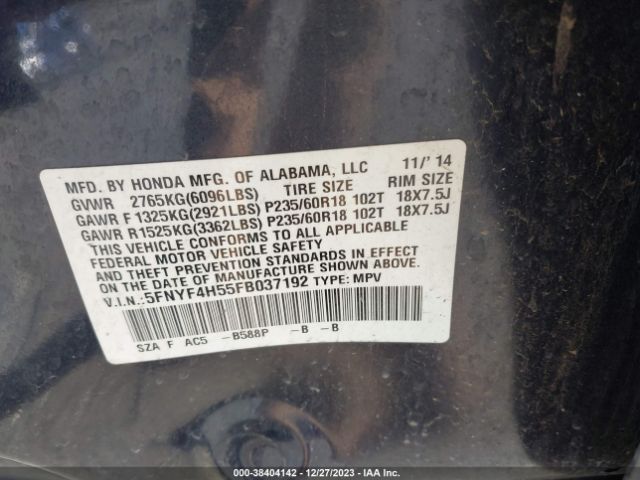 MFD. BY HONDA MFG. OF ALABAMA, LLC 11/' 14
GVWR 2765KG(6096LBS) TIRE SIZE RIM SIZE
GAWR F 1325KG(2921LBS) P235/60R18 102T 18X7.5J
GAWR R1525KG(3362LBS) P235/60R18 102T 18X7.5J
THIS VEHICLE CONFORMS TO ALL APPLICABLE
FEDERAL MOTOR VEHICLE SAFETY
AND THEFT PREVENTION STANDARDS IN EFFECT
ON THE DATE OF MANUFACTURE SHOWN ABOVE.
V.I.N.:5FNYF4H55FB037192 TYPE: MPV
SZA F AC5 -B588P -B -B
000-38404142 - 12/27/2023 - IAA Inc.